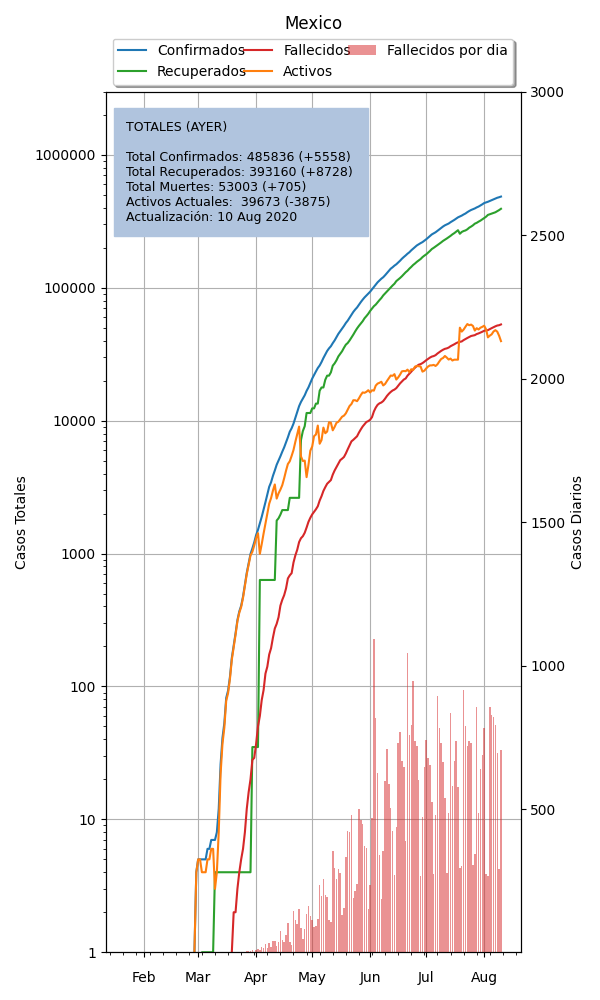 Mexico
Confirmados
Fallecidos
Fallecidos por dia
Recuperados
Activos
TOTALES (AYER)
Total Confirmados: 485836 (+5558)
Total Recuperados: 393160 (+8728)
Total Muertes: 53003 (+705)
Activos Actuales:  39673 (-3875)
Actualización: 10 Aug 2020
Casos Totales
1000000
100000
10000
1000
100
10
1
3000
2500
2000
1500
1000
500
Casos Diarios
Feb
Mar
Apr
May
Jun
Jul
Aug